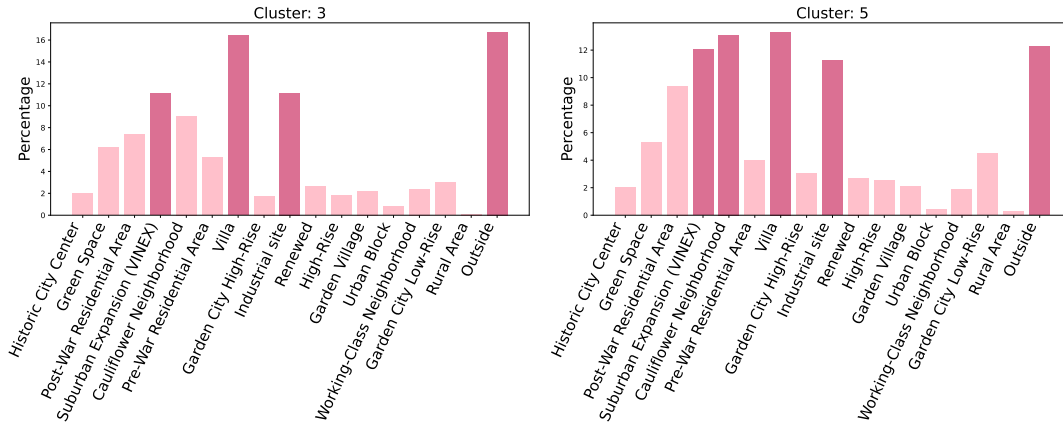 Cluster: 3
Percentage
16
14
12
10
8
6
4
2
0
Historic City Center
Green Space
Post-War Residential Area
Suburban Expansion (VINEX)
Cauliflower Neighborhood
Pre-War Residential Area
Villa
Garden City High-Rise
Industrial site
Renewed
High-Rise
Garden Village
Urban Block
Working-Class Neighborhood
Garden City Low-Rise
Rural Area
Outside
Cluster: 5
Percentage
12
10
8
6
4
2
0
Historic City Center
Green Space
Post-War Residential Area
Suburban Expansion (VINEX)
Cauliflower Neighborhood
Pre-War Residential Area
Villa
Garden City High-Rise
Industrial site
Renewed
High-Rise
Garden Village
Urban Block
Working-Class Neighborhood
Garden City Low-Rise
Rural Area
Outside